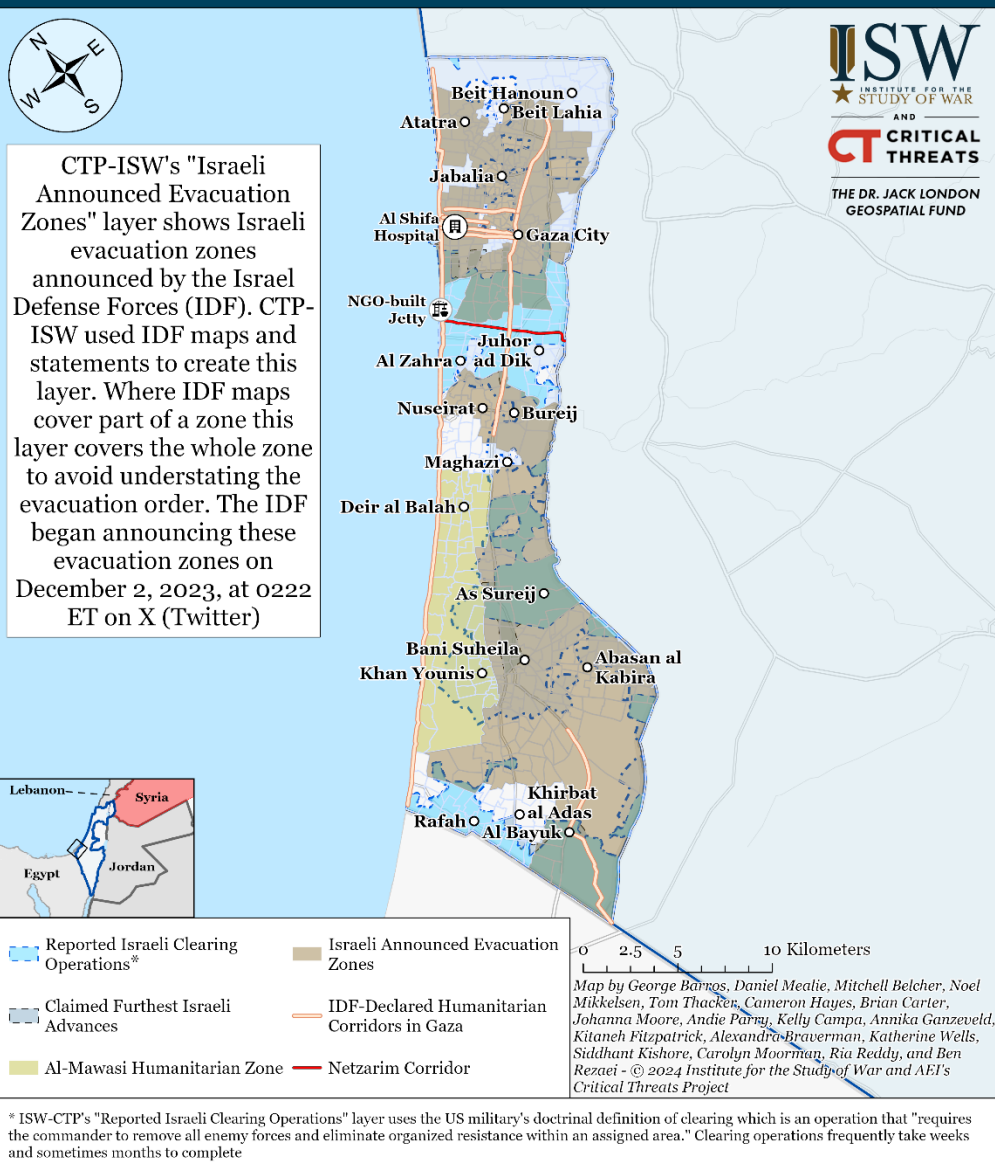 N
E
W
S
ISW
INSTITUTE FOR THE
STUDY OF WAR
AND
CT CRITICAL
THREATS
THE DR. JACK LONDON
GEOSPATIAL FUND
CTP-ISW's "Israeli
Announced Evacuation
Zones" layer shows Israeli
evacuation zones
announced by the Israel
Defense Forces (IDF). CTP-
ISW used IDF maps and
statements to create this
layer. Where IDF maps
cover part of a zone this
layer covers the whole zone
to avoid understating the
evacuation order. The IDF
began announcing these
evacuation zones on
December 2, 2023, at 0222
ET on X (Twitter)
Beit Hanoun
Beit Lahia
Atatra
Jabalia
Al Shifa
Hospital
Gaza City
NGO-built
Jetty
Juhor
ad Dik
Al Zahra
Nuseirat
Bureij
Maghazi
Deir al Balah
As Sureij
Bani Suheila
Khan Younis
Abasan al
Kabira
Khirbat
al Adas
Rafah
Al Bayuk
Lebanon
Syria
Egypt
Jordan
Reported Israeli Clearing
Operations*
Claimed Furthest Israeli
Advances
Al-Mawasi Humanitarian Zone
Israeli Announced Evacuation
Zones
IDF-Declared Humanitarian
Corridors in Gaza
Netzarim Corridor
0 2.5 5 10 Kilometers
Map by George Barros, Daniel Mealie, Mitchell Belcher, Noel
Mikkelsen, Tom Thacker, Cameron Hayes, Brian Carter,
Johanna Moore, Andie Parry, Kelly Campa, Annika Ganzeveld,
Kitaneh Fitzpatrick, Alexandra Braverman, Katherine Wells,
Siddhant Kishore, Carolyn Moorman, Ria Reddy, and Ben
Rezaei - © 2024 Institute for the Study of War and AEI's
Critical Threats Project
* ISW-CTP's "Reported Israeli Clearing Operations" layer uses the US military's doctrinal definition of clearing which is an operation that "requires
the commander to remove all enemy forces and eliminate organized resistance within an assigned area." Clearing operations frequently take weeks
and sometimes months to complete